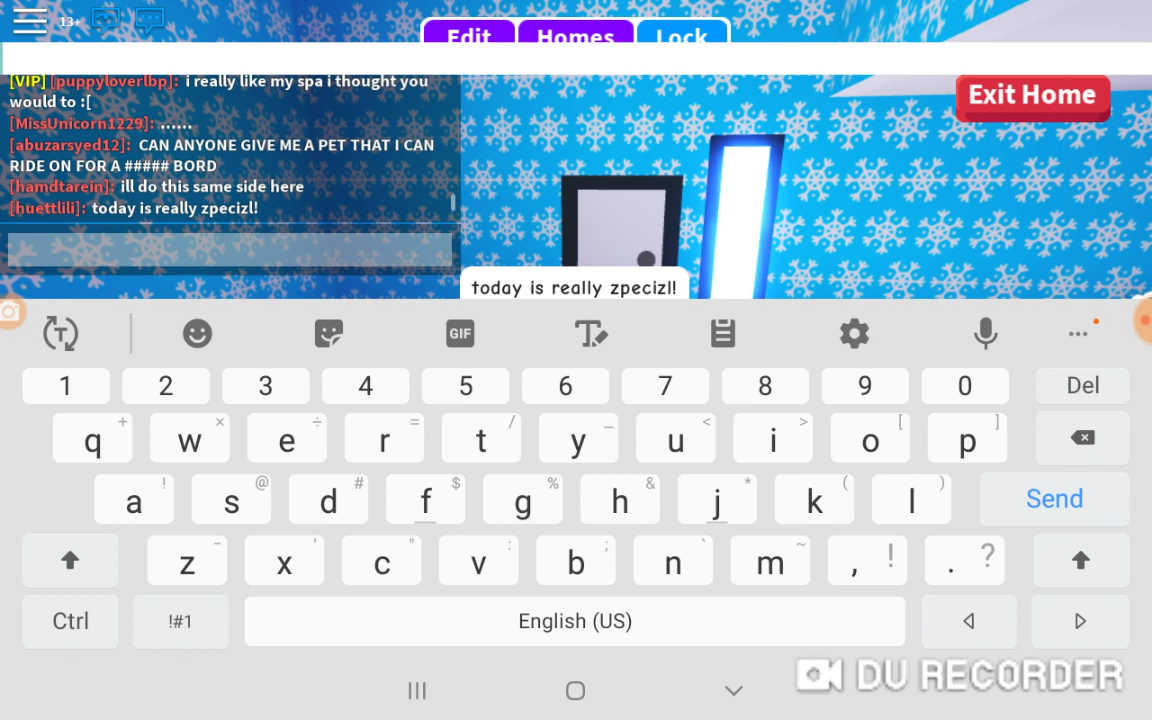 13+
Edit Homes Lock
[VIP] [puppyloverlbp]: i really like my spa i thought you
would to :[
[MissUnicorn1229]: ......
[abuzarsyed12]: CAN ANYONE GIVE ME A PET THAT I CAN
RIDE ON FOR A ##### BORD
[hamdtarein]: ill do this same side here
[huettlili]: today is really zpecizl!
Exit Home
today is really zpecizl!
T GIF T ...
1 2 3 4 5 6 7 8 9 0 Del
+ × ÷ = / _ < > [ ]
q w e r t y u i o p
! @ # $ % & * ( )
a s d f g h j k l Send
- ' " : ; ` ~ ! ?
z x c v b n m , .
Ctrl !#1 English (US)
DU RECORDER